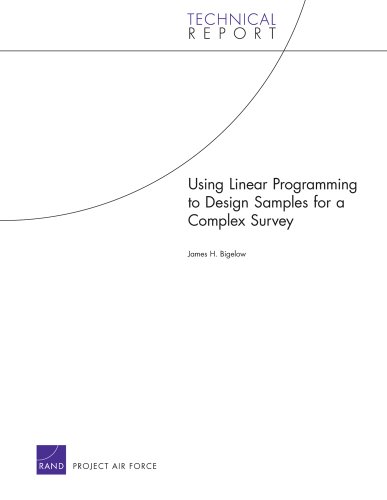 TECHNICAL
REPORT
Using Linear Programming
to Design Samples for a
Complex Survey
James H. Bigelow
RAND
PROJECT AIR FORCE